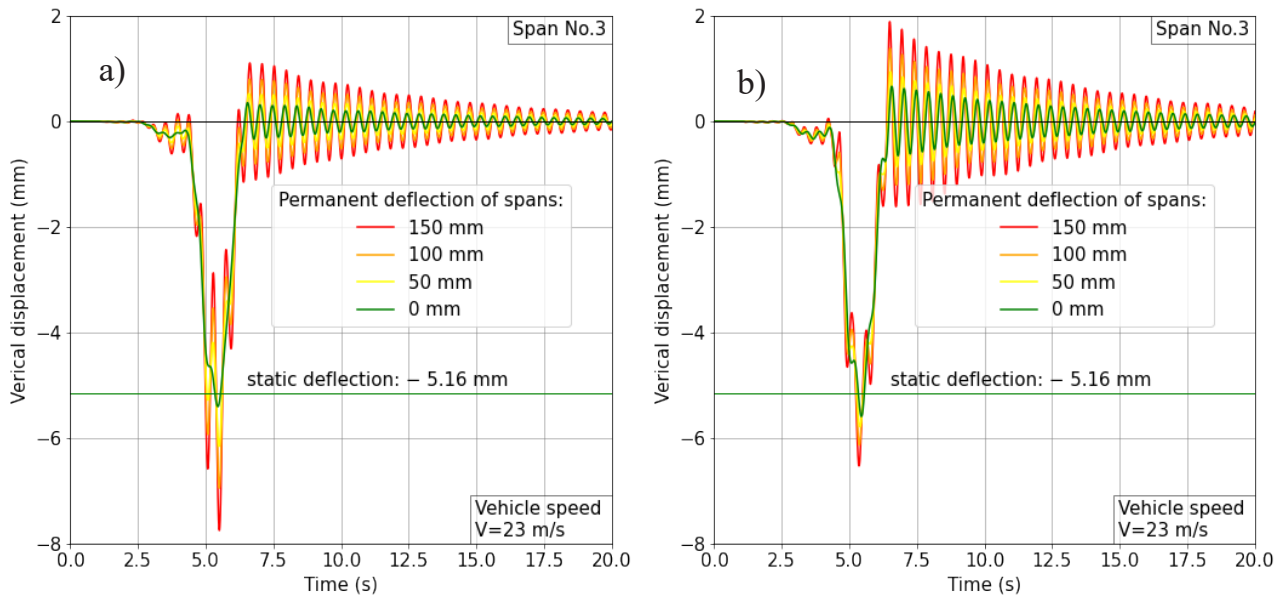 a)
Span No.3
Verical displacement (mm)
2
0
−2
−4
−6
−8
Permanent deflection of spans:
150 mm
100 mm
50 mm
0 mm
static deflection: − 5.16 mm
Vehicle speed
V=23 m/s
0.0 2.5 5.0 7.5 10.0 12.5 15.0 17.5 20.0
Time (s)
b)
Span No.3
Verical displacement (mm)
2
0
−2
−4
−6
−8
Permanent deflection of spans:
150 mm
100 mm
50 mm
0 mm
static deflection: − 5.16 mm
Vehicle speed
V=23 m/s
0.0 2.5 5.0 7.5 10.0 12.5 15.0 17.5 20.0
Time (s)